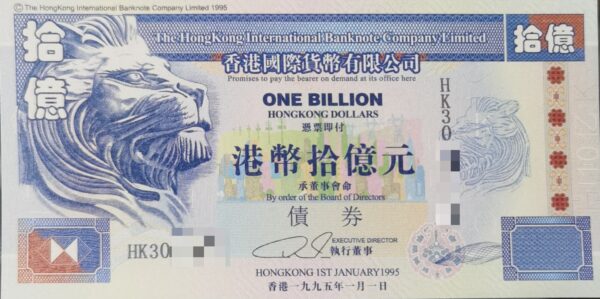 © The HongKong International Banknote Company Limited 1995
拾億
The HongKong International Banknote Company Limited
拾億
香港國際貨幣有限公司
Promises to pay the bearer on demand at its office here
ONE BILLION
HONGKONG DOLLARS
憑票即付
港幣拾億元
承董事會命
By order of the Board of Directors
債券
HK30
HK30
EXECUTIVE DIRECTOR
執行董事
HONGKONG 1ST JANUARY 1995
香港一九九五年一月一日